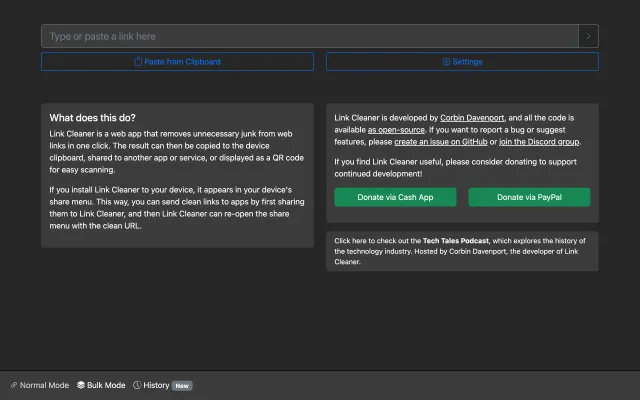 Type or paste a link here
Paste from Clipboard
Settings
What does this do?
Link Cleaner is a web app that removes unnecessary junk from web
links in one click. The result can then be copied to the device
clipboard, shared to another app or service, or displayed as a QR code
for easy scanning.
If you install Link Cleaner to your device, it appears in your device's
share menu. This way, you can send clean links to apps by first sharing
them to Link Cleaner, and then Link Cleaner can re-open the share
menu with the clean URL.
Link Cleaner is developed by Corbin Davenport, and all the code is
available as open-source. If you want to report a bug or suggest
features, please create an issue on GitHub or join the Discord group.
If you find Link Cleaner useful, please consider donating to support
continued development!
Donate via Cash App
Donate via PayPal
Click here to check out the Tech Tales Podcast, which explores the history of
the technology industry. Hosted by Corbin Davenport, the developer of Link
Cleaner.
Normal Mode Bulk Mode History New